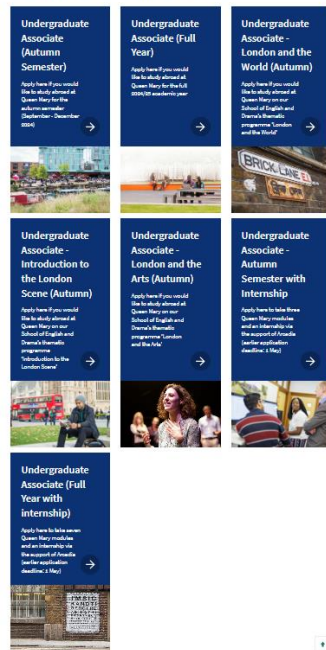 Undergraduate
Associate
(Autumn
Semester)
Apply here if you would
like to study abroad at
Queen Mary for the
autumn semester
(September - December
2024)
Undergraduate
Associate (Full
Year)
Apply here if you would
like to study abroad at
Queen Mary for the full
2024/25 academic year
Undergraduate
Associate -
London and the
World (Autumn)
Apply here if you would
like to study abroad at
Queen Mary on our
School of English and
Drama's thematic
programme 'London
and the World'
BRICK LANE. E1
Undergraduate
Associate -
Introduction to
the London
Scene (Autumn)
Apply here if you would
like to study abroad at
Queen Mary on our
School of English and
Drama's thematic
programme
'Introduction to the
London Scene'
Undergraduate
Associate -
London and the
Arts (Autumn)
Apply here if you would
like to study abroad at
Queen Mary on our
School of English and
Drama's thematic
programme 'London
and the Arts'
Undergraduate
Associate -
Autumn
Semester with
Internship
Apply here to take three
Queen Mary modules
and an internship via
the support of Arcadia
(earlier application
deadline: 1 May)
Undergraduate
Associate (Full
Year with
internship)
Apply here to take seven
Queen Mary modules
and an internship via
the support of Arcadia
(earlier application
deadline: 1 May)